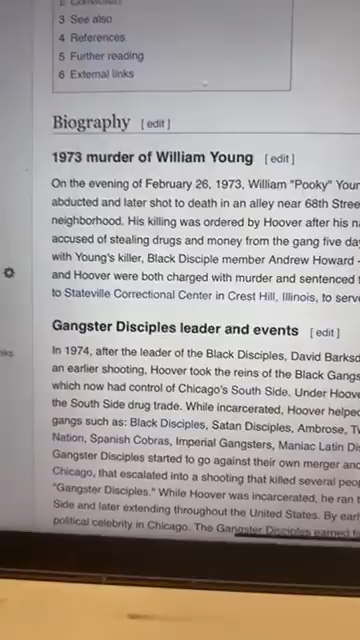 3 See also
4 References
5 Further reading
6 External links
Biography [ edit ]
1973 murder of William Young [ edit ]
On the evening of February 26, 1973, William "Pooky" Your
abducted and later shot to death in an alley near 68th Stree
neighborhood. His killing was ordered by Hoover after his n
accused of stealing drugs and money from the gang five da
with Young's killer, Black Disciple member Andrew Howard
and Hoover were both charged with murder and sentenced
to Stateville Correctional Center in Crest Hill, Illinois, to serv
Gangster Disciples leader and events [ edit ]
In 1974, after the leader of the Black Disciples, David Barksd
an earlier shooting, Hoover took the reins of the Black Gangs
which now had control of Chicago's South Side. Under Hoove
the South Side drug trade. While incarcerated, Hoover helped
gangs such as: Black Disciples, Satan Disciples, Ambrose, Tw
Nation, Spanish Cobras, Imperial Gangsters, Maniac Latin Dis
Gangster Disciples started to go against their own merger and
Chicago, that escalated into a shooting that killed several peop
"Gangster Disciples." While Hoover was incarcerated, he ran t
Side and later extending throughout the United States. By earl
political celebrity in Chicago. The Gangster Disciples earned